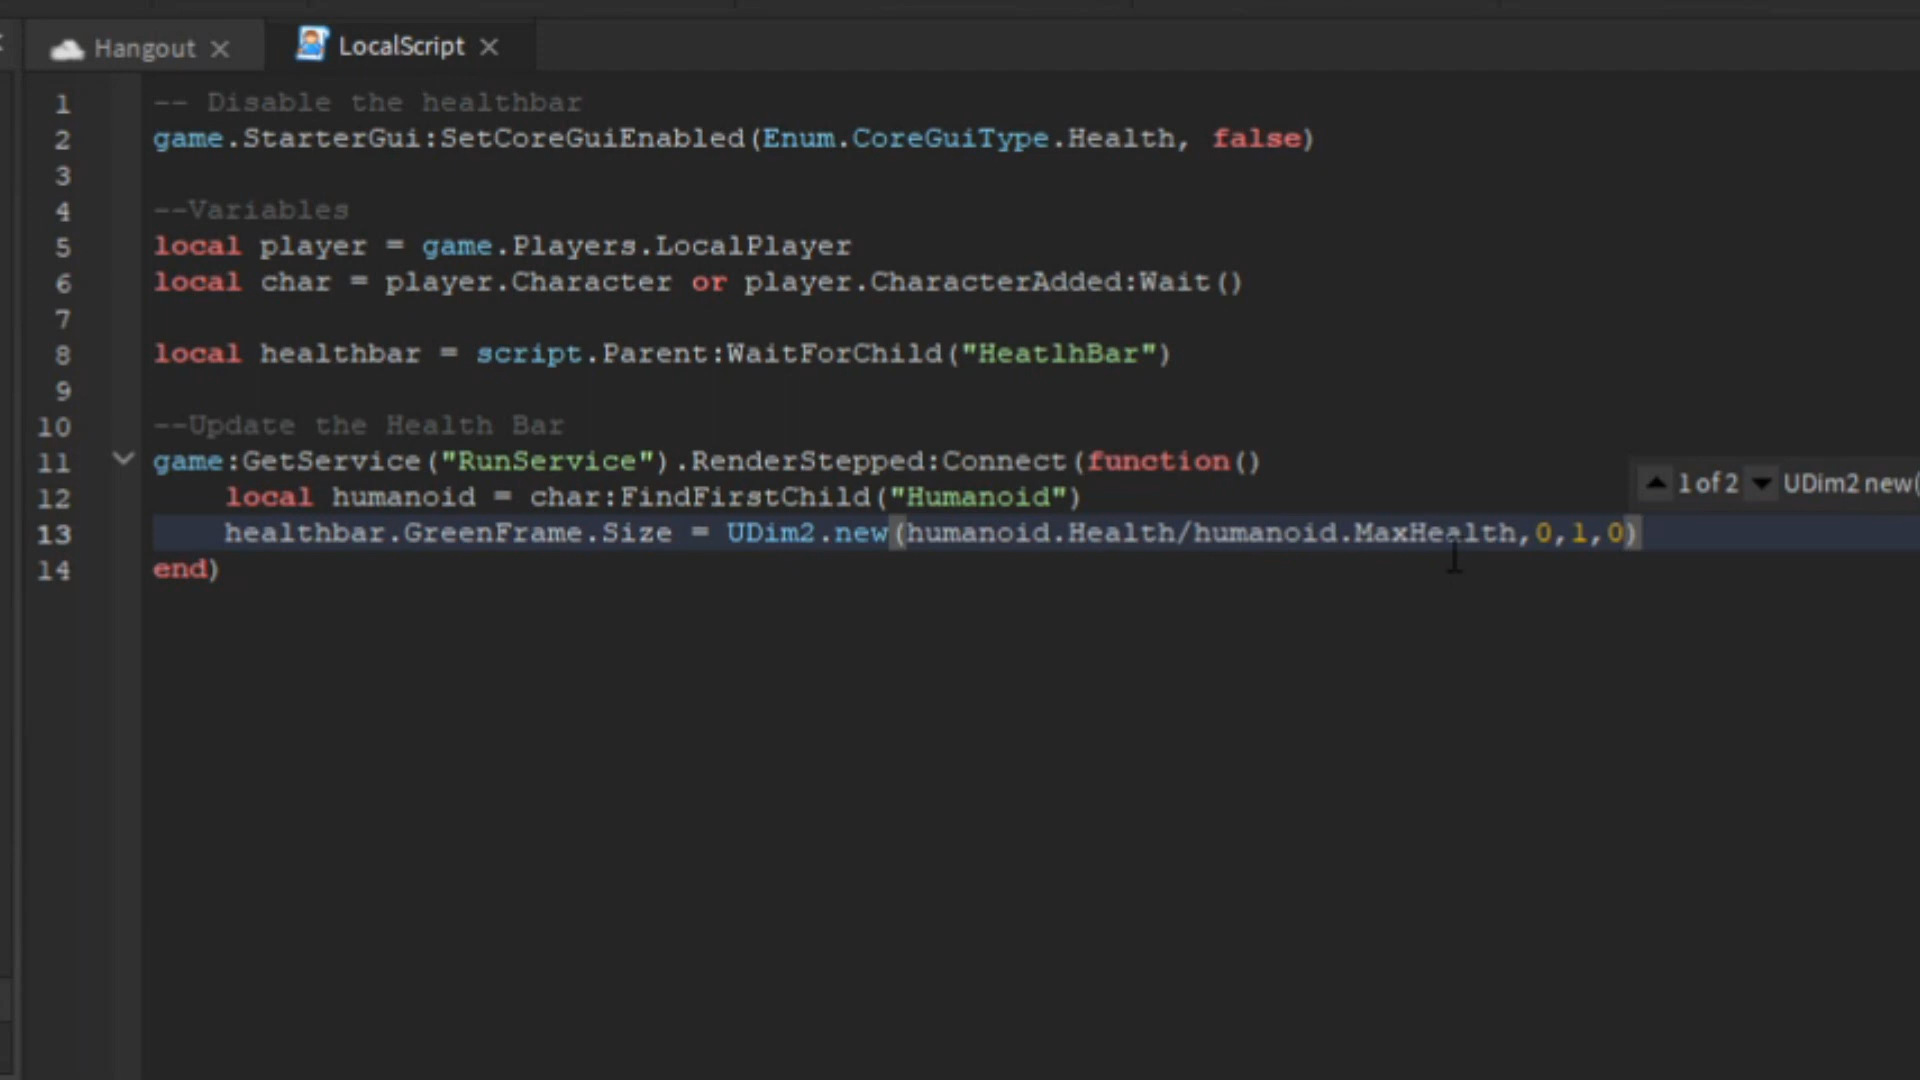 Hangout LocalScript
1 -- Disable the healthbar
2 game.StarterGui:SetCoreGuiEnabled(Enum.CoreGuiType.Health, false)
3
4 --Variables
5 local player = game.Players.LocalPlayer
6 local char = player.Character or player.CharacterAdded:Wait()
7
8 local healthbar = script.Parent:WaitForChild("HeatlhBar")
9
10 --Update the Health Bar
11 game:GetService("RunService").RenderStepped:Connect(function()
12 local humanoid = char:FindFirstChild("Humanoid")
1 of 2 UDim2 new(
13 healthbar.GreenFrame.Size = UDim2.new(humanoid.Health/humanoid.MaxHealth,0,1,0)
14 end)